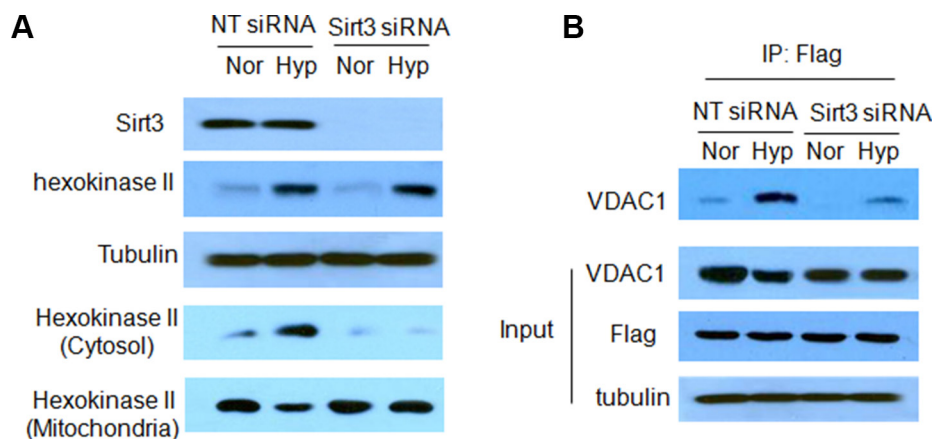 A
NT siRNA Sirt3 siRNA
Nor Hyp Nor Hyp
Sirt3
hexokinase II
Tubulin
Hexokinase II
(Cytosol)
Hexokinase II
(Mitochondria)
B
IP: Flag
NT siRNA Sirt3 siRNA
Nor Hyp Nor Hyp
VDAC1
VDAC1
Input
Flag
tubulin